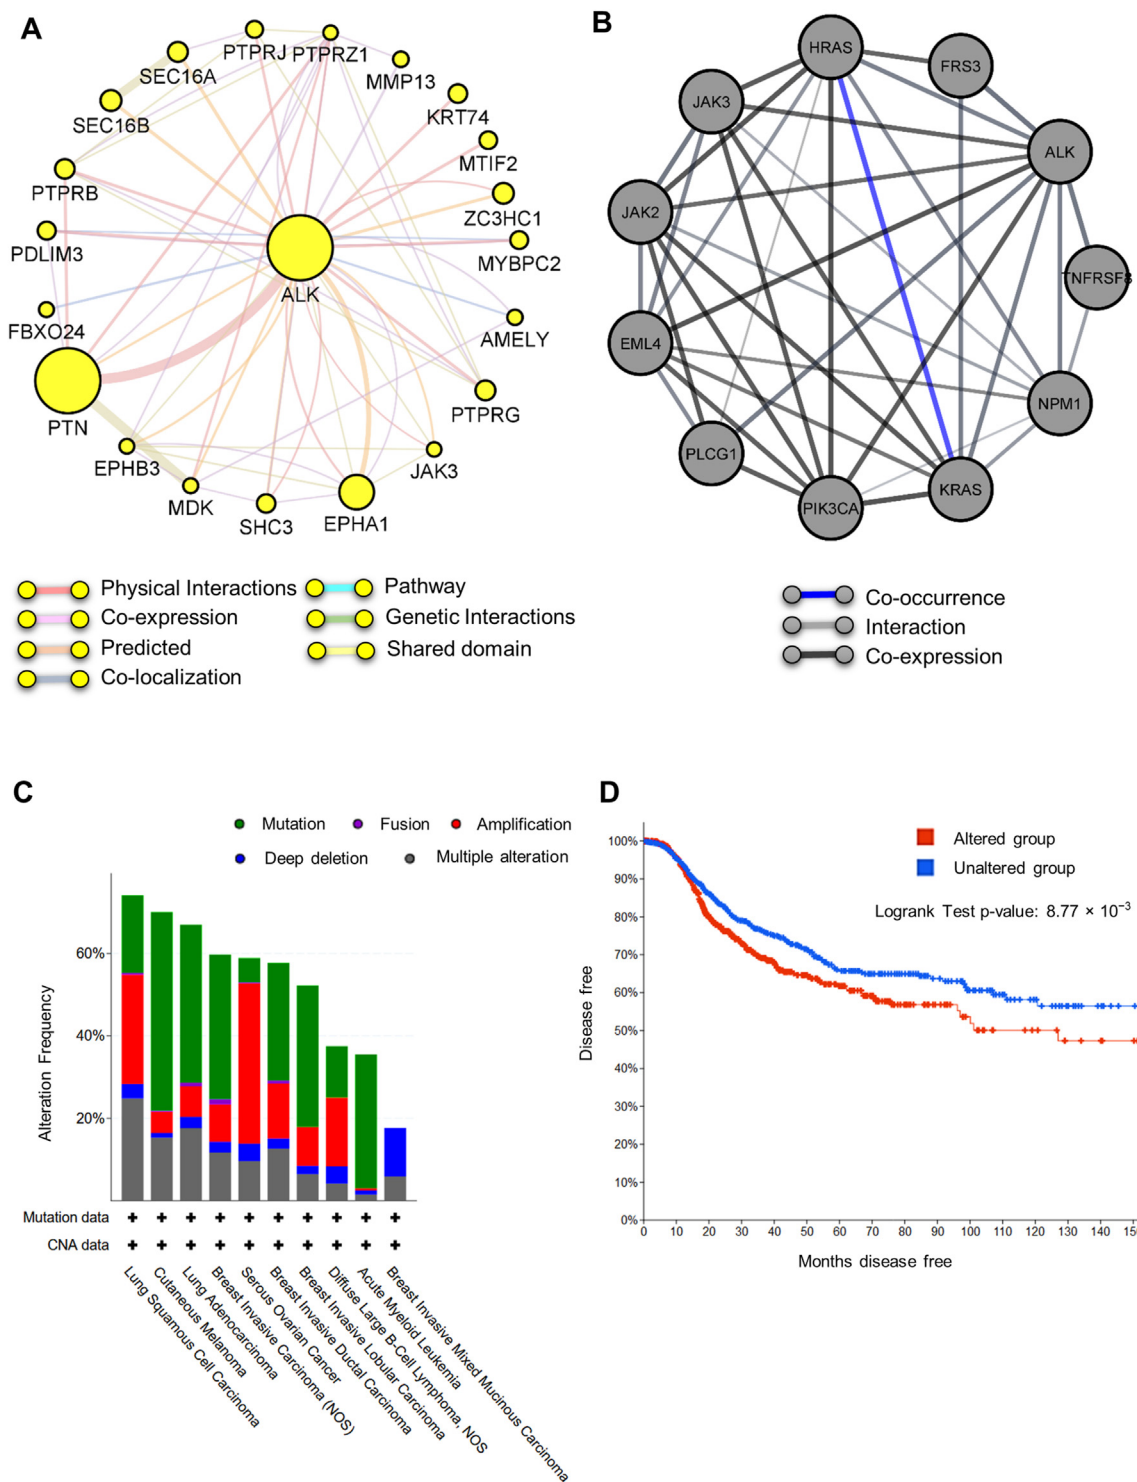 A
PTPRJ PTPRZ1
SEC16A
MMP13
SEC16B
KRT74
MTIF2
PTPRB
ZC3HC1
PDLIM3
MYBPC2
ALK
FBXO24
AMELY
PTN
PTPRG
EPHB3
JAK3
MDK
SHC3
EPHA1
Physical Interactions
Co-expression
Predicted
Co-localization
Pathway
Genetic Interactions
Shared domain
B
HRAS
FRS3
JAK3
ALK
JAK2
TNFRSF8
EML4
NPM1
PLCG1
KRAS
PIK3CA
Co-occurrence
Interaction
Co-expression
C
Mutation Fusion Amplification
Deep deletion Multiple alteration
Alteration Frequency
60%
40%
20%
Mutation data + + + + + + + + + +
CNA data + + + + + + + + + +
Lung Squamous Cell Carcinoma
Cutaneous Melanoma
Lung Adenocarcinoma
Breast Invasive Carcinoma (NOS)
Serous Ovarian Cancer
Breast Invasive Ductal Carcinoma
Breast Invasive Lobular Carcinoma
Diffuse Large B-Cell Lymphoma, NOS
Acute Myeloid Leukemia
Breast Invasive Mixed Mucinous Carcinoma
D
Altered group
Unaltered group
Logrank Test p-value: 8.77 × 10⁻³
Disease free
100%
90%
80%
70%
60%
50%
40%
30%
20%
10%
0%
0 10 20 30 40 50 60 70 80 90 100 110 120 130 140 15
Months disease free